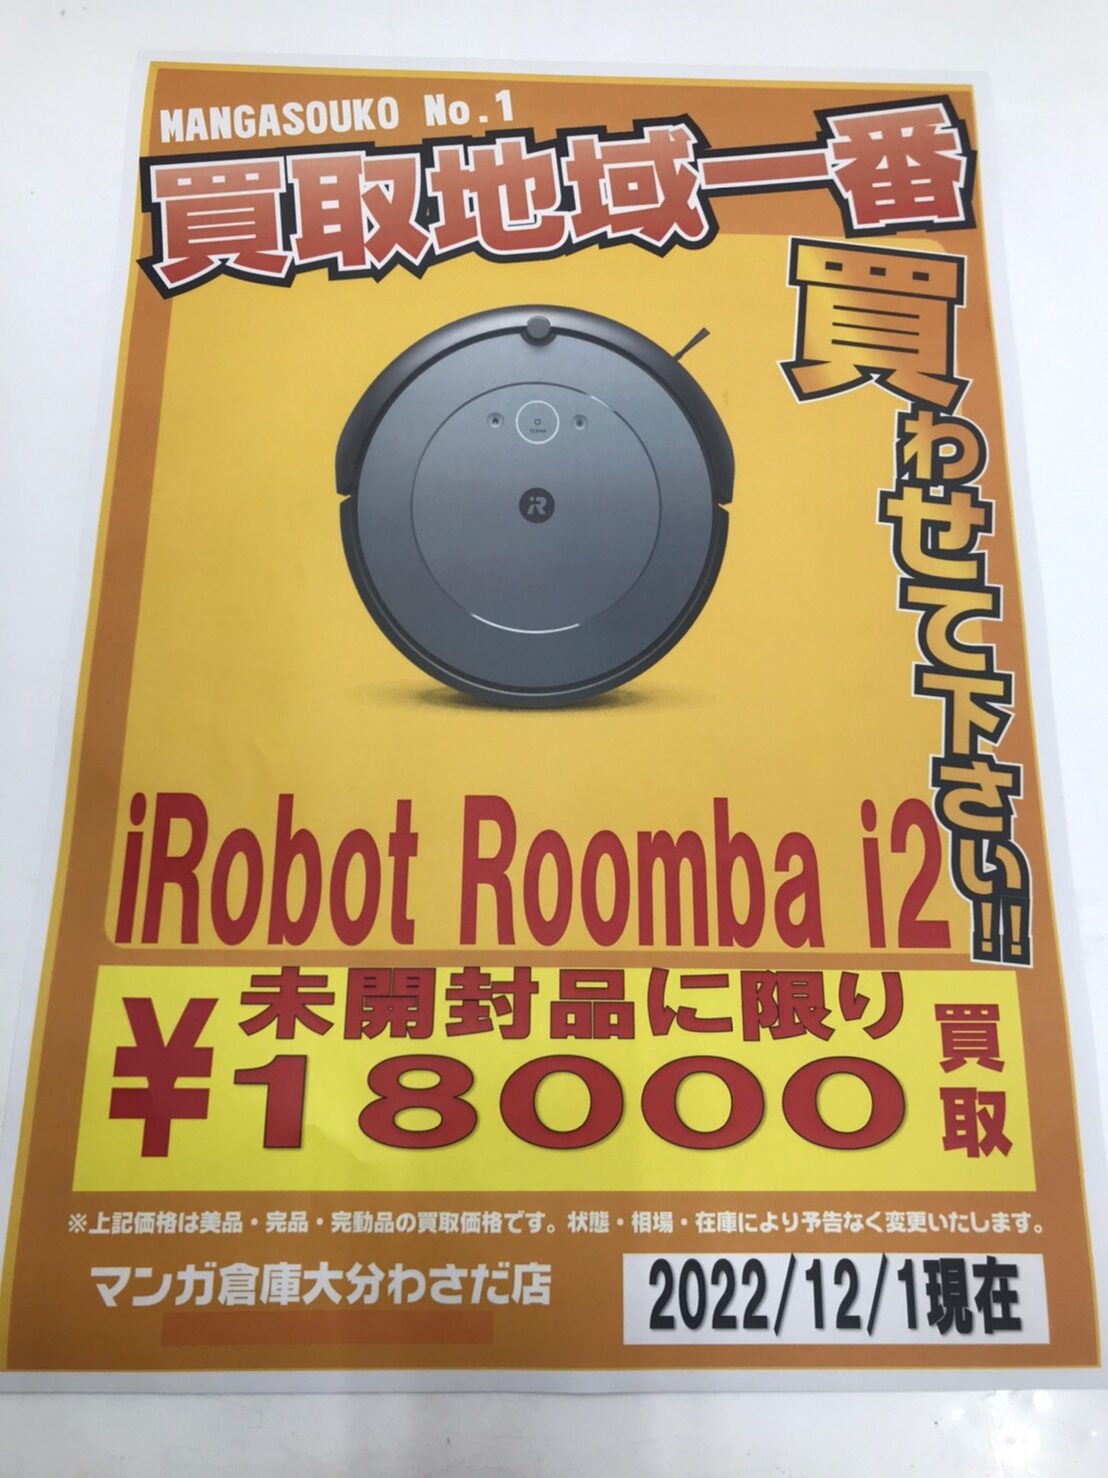 MANGASOUKO No.1
買取地域一番
買わせて下さい!!
CLEAN
iR
iRobot Roomba i2
未開封品に限り
¥18000
買取
※上記価格は美品・完品・完動品の買取価格です。状態・相場・在庫により予告なく変更いたします。
マンガ倉庫大分わさだ店
2022/12/1現在